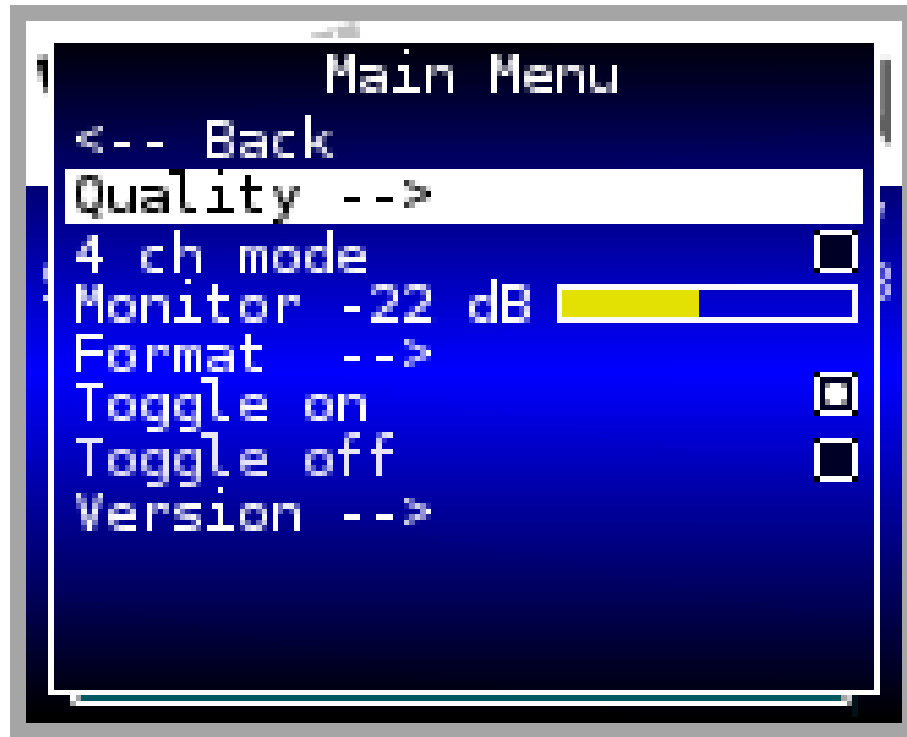 Main Menu
<-- Back
Quality -->
4 ch mode
Monitor -22 dB
Format -->
Toggle on
Toggle off
Version -->